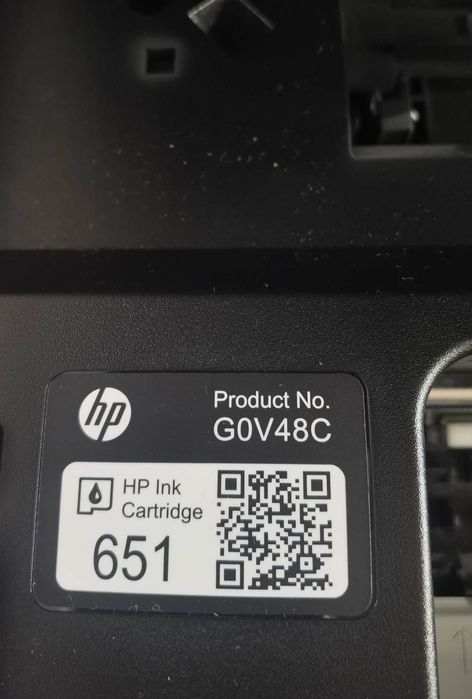 hp
Product No.
G0V48C
HP Ink
Cartridge
651